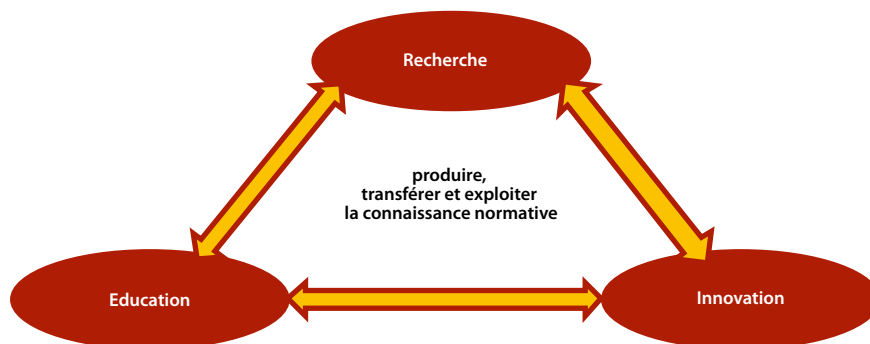 Recherche
produire,
transférer et exploiter
la connaissance normative
Education
Innovation